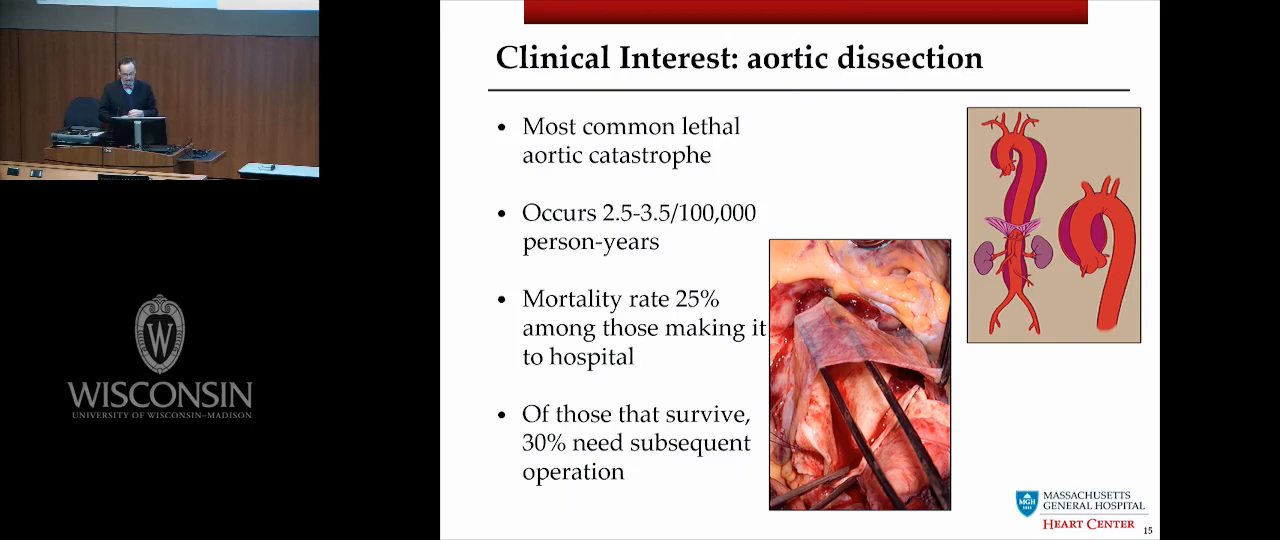 Clinical Interest: aortic dissection
• Most common lethal
aortic catastrophe
• Occurs 2.5-3.5/100,000
person-years
• Mortality rate 25%
among those making it
to hospital
• Of those that survive,
30% need subsequent
operation
W
WISCONSIN
UNIVERSITY OF WISCONSIN–MADISON
MGH
1811
MASSACHUSETTS
GENERAL HOSPITAL
HEART CENTER
15